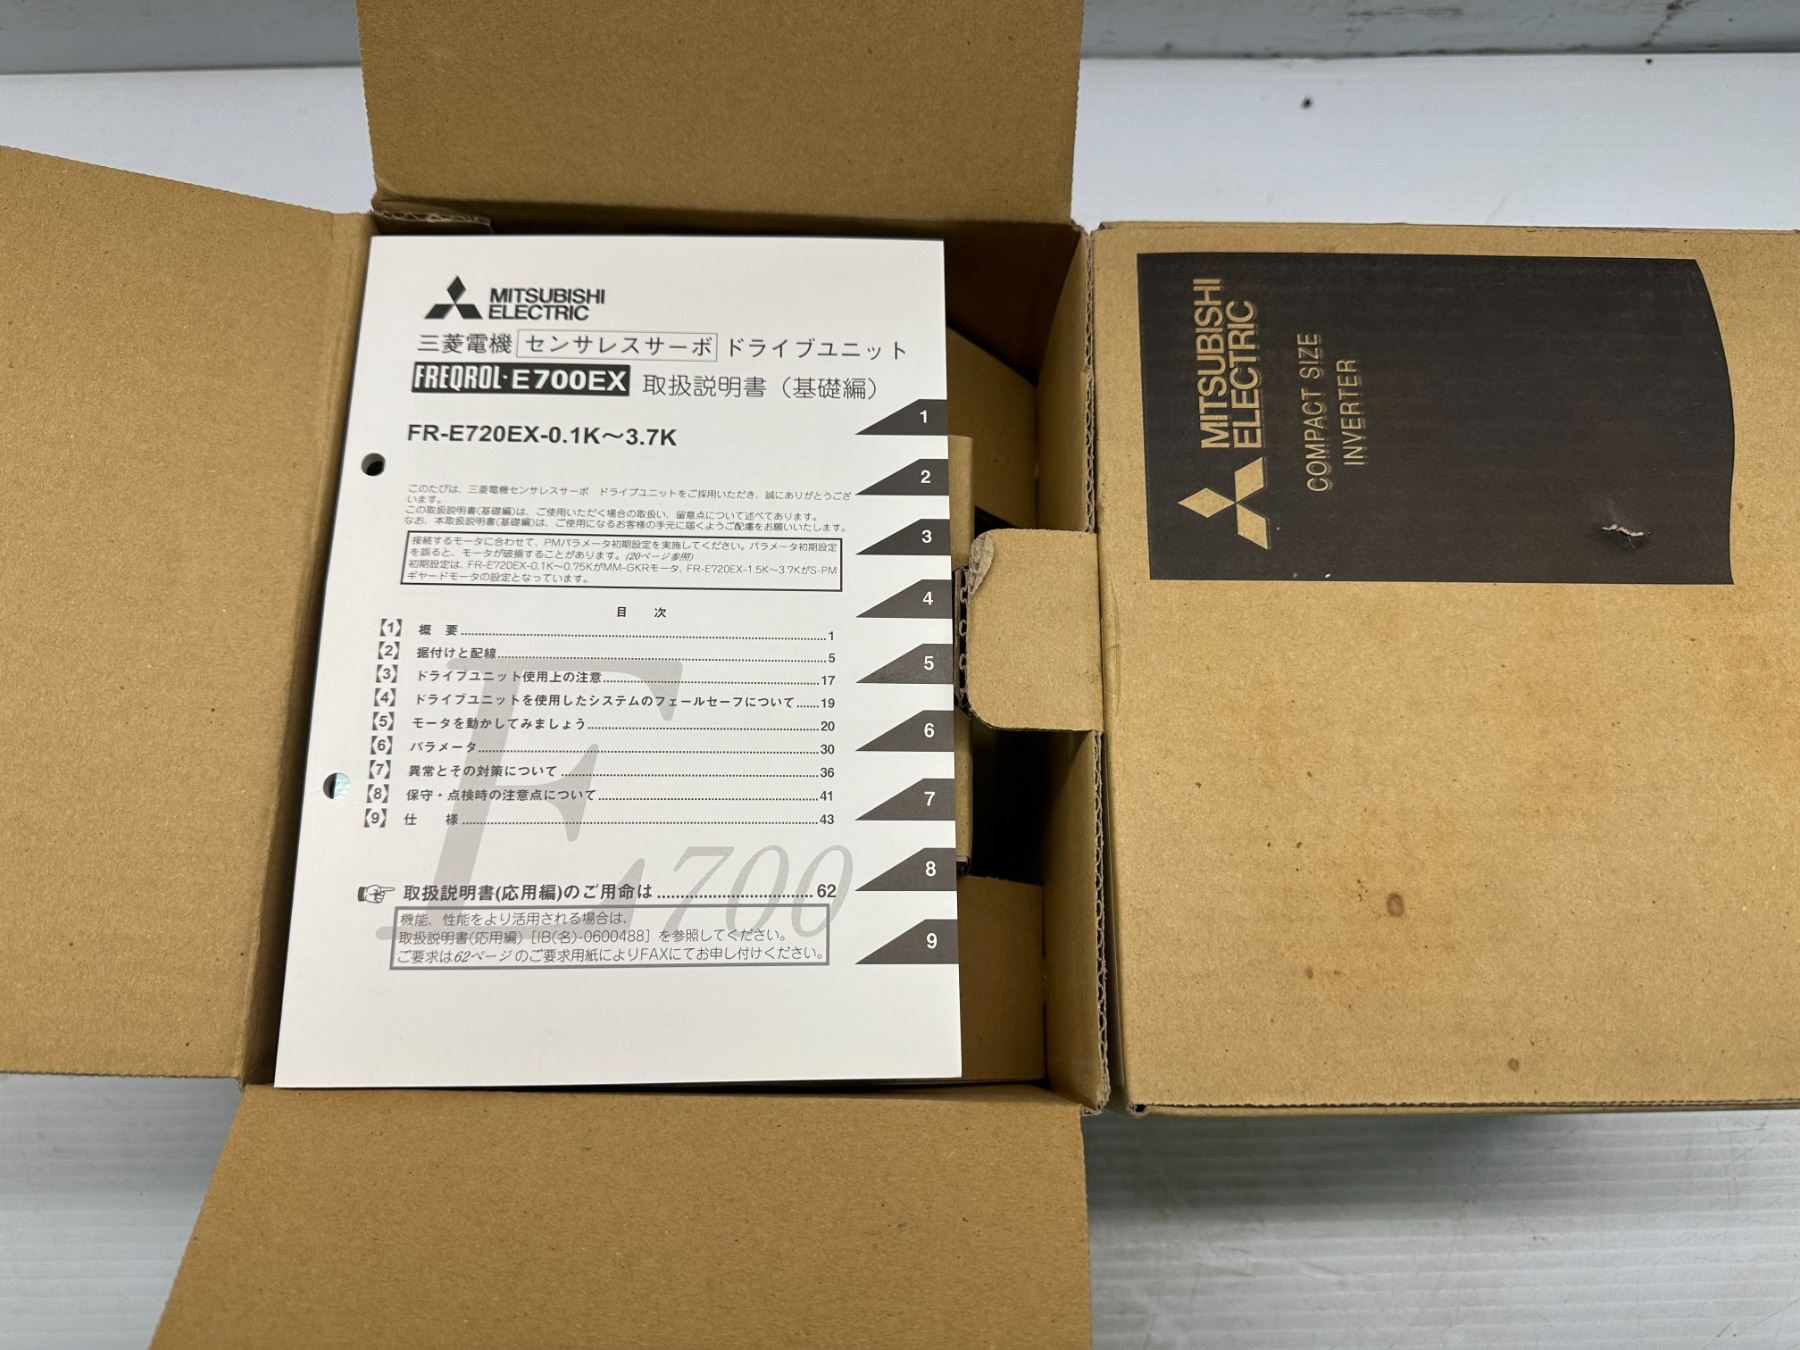 MITSUBISHI
ELECTRIC
三菱電機 センサレスサーボ ドライブユニット
FREQROL-E700EX 取扱説明書（基礎編）
FR-E720EX-0.1K～3.7K
このたびは、三菱電機センサレスサーボ ドライブユニットをご採用いただき、誠にありがとうござ
います。
この取扱説明書(基礎編)は、ご使用いただく場合の取扱い、留意点について述べてあります。
なお、本取扱説明書(基礎編)は、ご使用になるお客様の手元に届くようご配慮をお願いいたします。
接続するモータに合わせて、PMパラメータ初期設定を実施してください。パラメータ初期設定
を誤ると、モータが破損することがあります。(20ページ参照)
初期設定は、FR-E720EX-0.1K～0.75KがMM-GKRモータ、FR-E720EX-1.5K～3.7KがS-PM
ギヤードモータの設定となっています。
目 次
【1】 概 要 1
【2】 据付けと配線 5
【3】 ドライブユニット使用上の注意 17
【4】 ドライブユニットを使用したシステムのフェールセーフについて 19
【5】 モータを動かしてみましょう 20
【6】 パラメータ 30
【7】 異常とその対策について 36
【8】 保守・点検時の注意点について 41
【9】 仕 様 43
取扱説明書(応用編)のご用命は 62
機能、性能をより活用される場合は、
取扱説明書(応用編)［IB(名)-0600488］を参照してください。
ご要求は62ページのご要求用紙によりFAXにてお申し付けください。
E700
1
2
3
4
5
6
7
8
9
MITSUBISHI
ELECTRIC
COMPACT SIZE
INVERTER